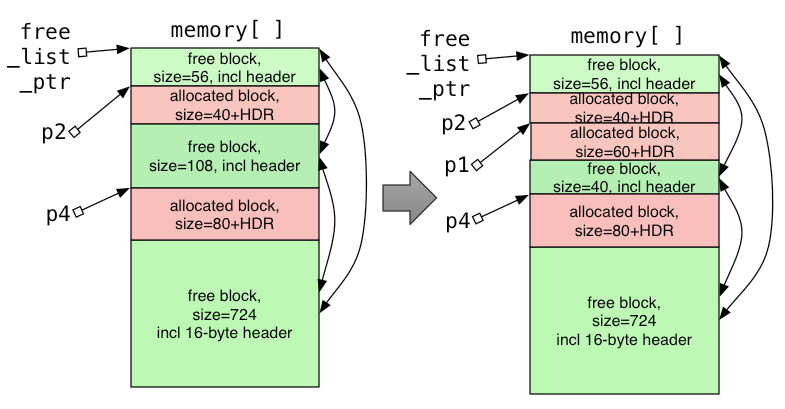 memory[ ]
free
_list
_ptr
free block,
size=56, incl header
p2
allocated block,
size=40+HDR
free block,
size=108, incl header
p4
allocated block,
size=80+HDR
free block,
size=724
incl 16-byte header
memory[ ]
free
_list
_ptr
free block,
size=56, incl header
p2
allocated block,
size=40+HDR
p1
allocated block,
size=60+HDR
free block,
size=40, incl header
p4
allocated block,
size=80+HDR
free block,
size=724
incl 16-byte header